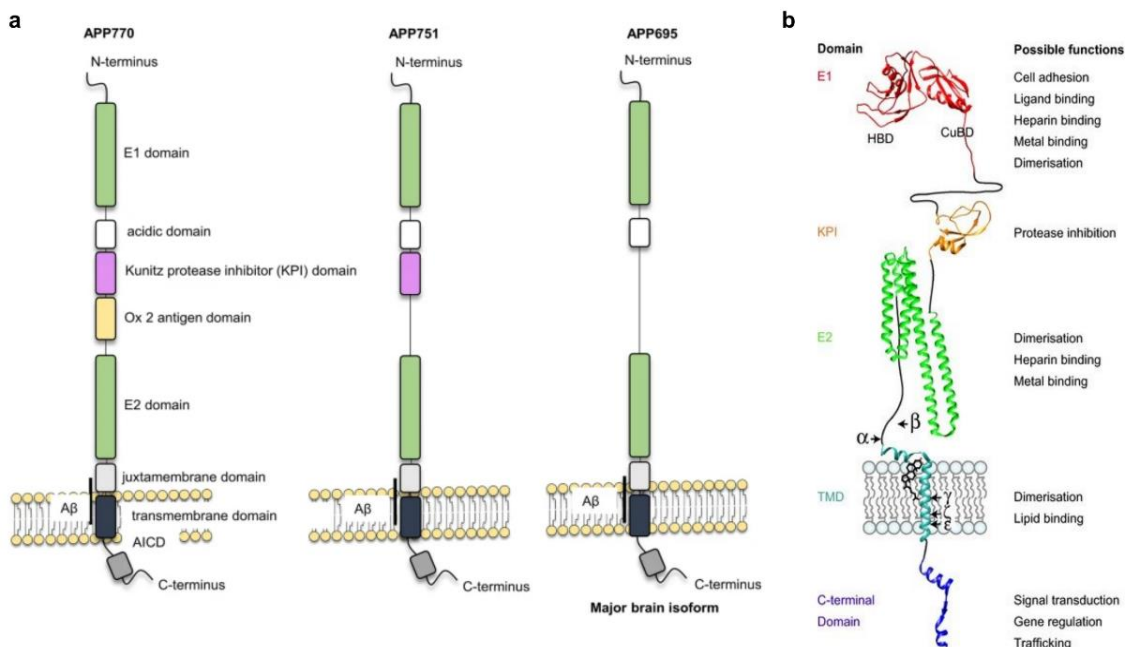 a
APP770
N-terminus
E1 domain
acidic domain
Kunitz protease inhibitor (KPI) domain
Ox 2 antigen domain
E2 domain
juxtamembrane domain
Aβ
transmembrane domain
AICD
C-terminus
APP751
N-terminus
Aβ
C-terminus
APP695
N-terminus
Aβ
C-terminus
Major brain isoform
b
Domain
Possible functions
E1
HBD
CuBD
Cell adhesion
Ligand binding
Heparin binding
Metal binding
Dimerisation
KPI
Protease inhibition
E2
Dimerisation
Heparin binding
Metal binding
α
β
TMD
γ
ε
Dimerisation
Lipid binding
C-terminal
Domain
Signal transduction
Gene regulation
Trafficking